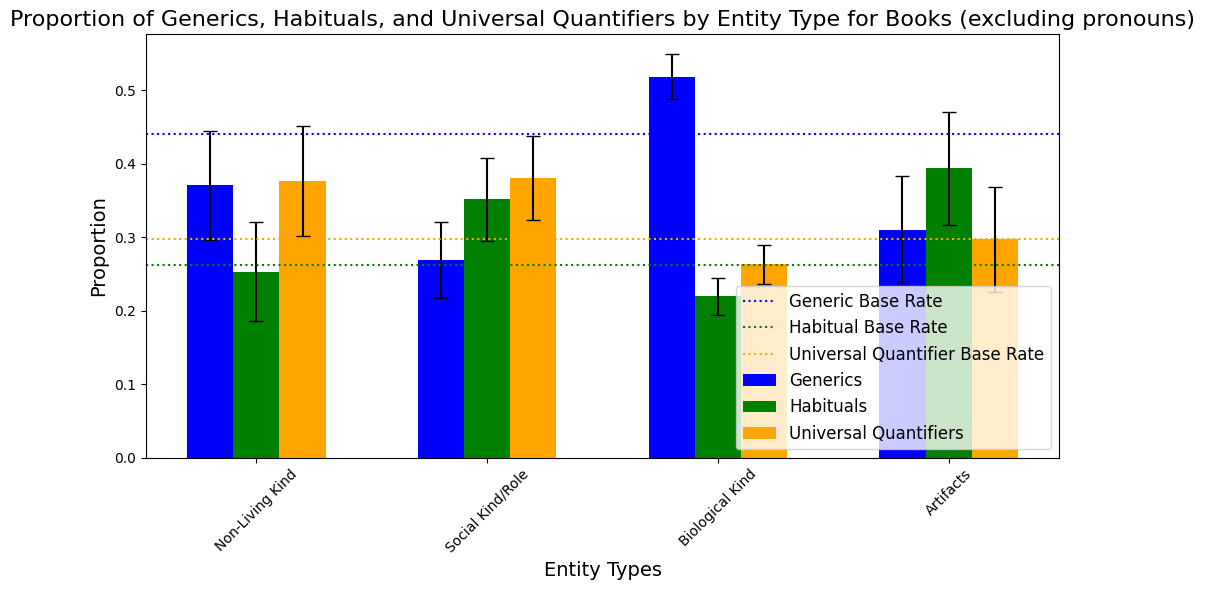 Proportion of Generics, Habituals, and Universal Quantifiers by Entity Type for Books (excluding pronouns)
Proportion
0.5
0.4
0.3
0.2
0.1
0.0
Generic Base Rate
Habitual Base Rate
Universal Quantifier Base Rate
Generics
Habituals
Universal Quantifiers
Non-Living Kind
Social Kind/Role
Biological Kind
Artifacts
Entity Types